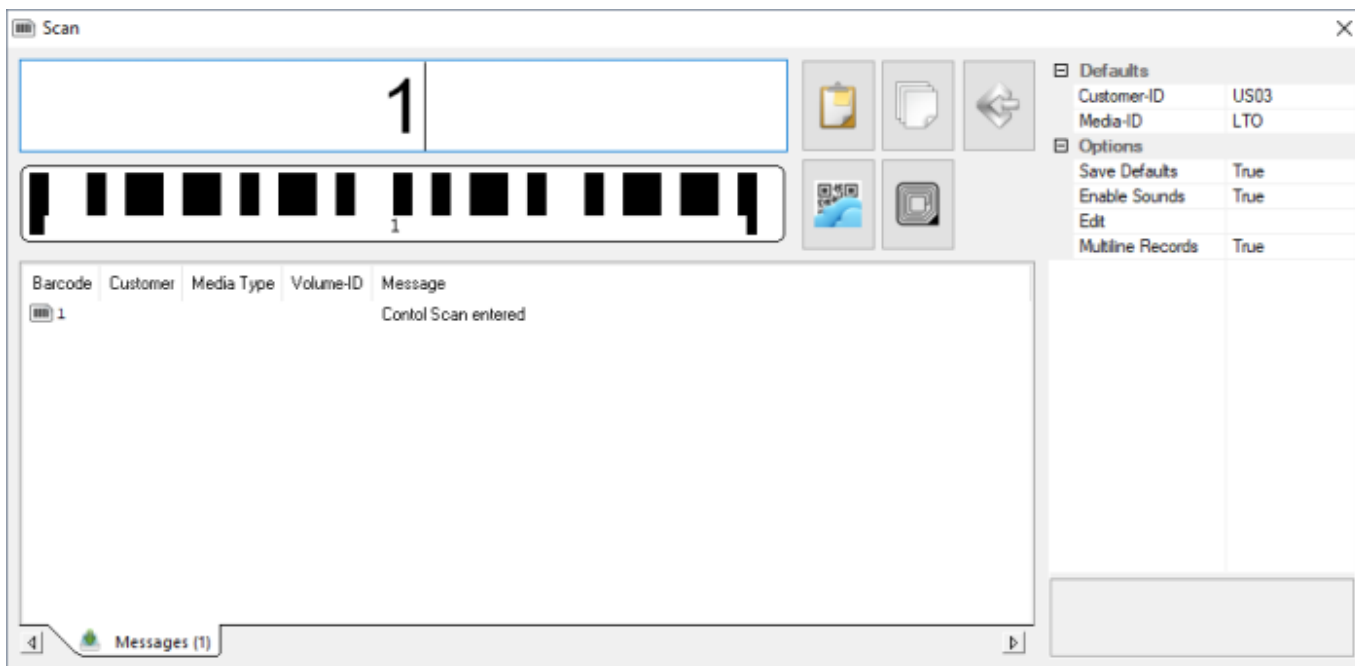 Scan
1
1
Defaults
Customer-ID US03
Media-ID LTO
Options
Save Defaults True
Enable Sounds True
Edit
Multiline Records True
Barcode Customer Media Type Volume-ID Message
1 Contol Scan entered
Messages (1)